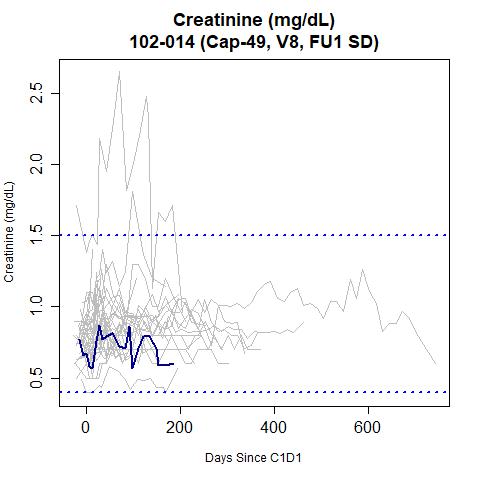 Creatinine (mg/dL)
102-014 (Cap-49, V8, FU1 SD)
Creatinine (mg/dL)
2.5
2.0
1.5
1.0
0.5
0 200 400 600
Days Since C1D1